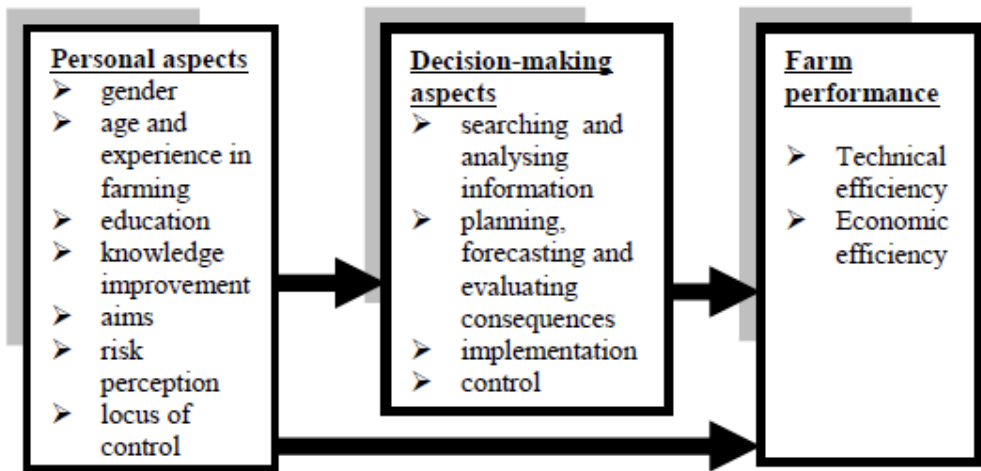 Personal aspects
➢ gender
➢ age and
experience in
farming
➢ education
➢ knowledge
improvement
➢ aims
➢ risk
perception
➢ locus of
control
Decision-making
aspects
➢ searching and
analysing
information
➢ planning,
forecasting and
evaluating
consequences
➢ implementation
➢ control
Farm
performance
➢ Technical
efficiency
➢ Economic
efficiency